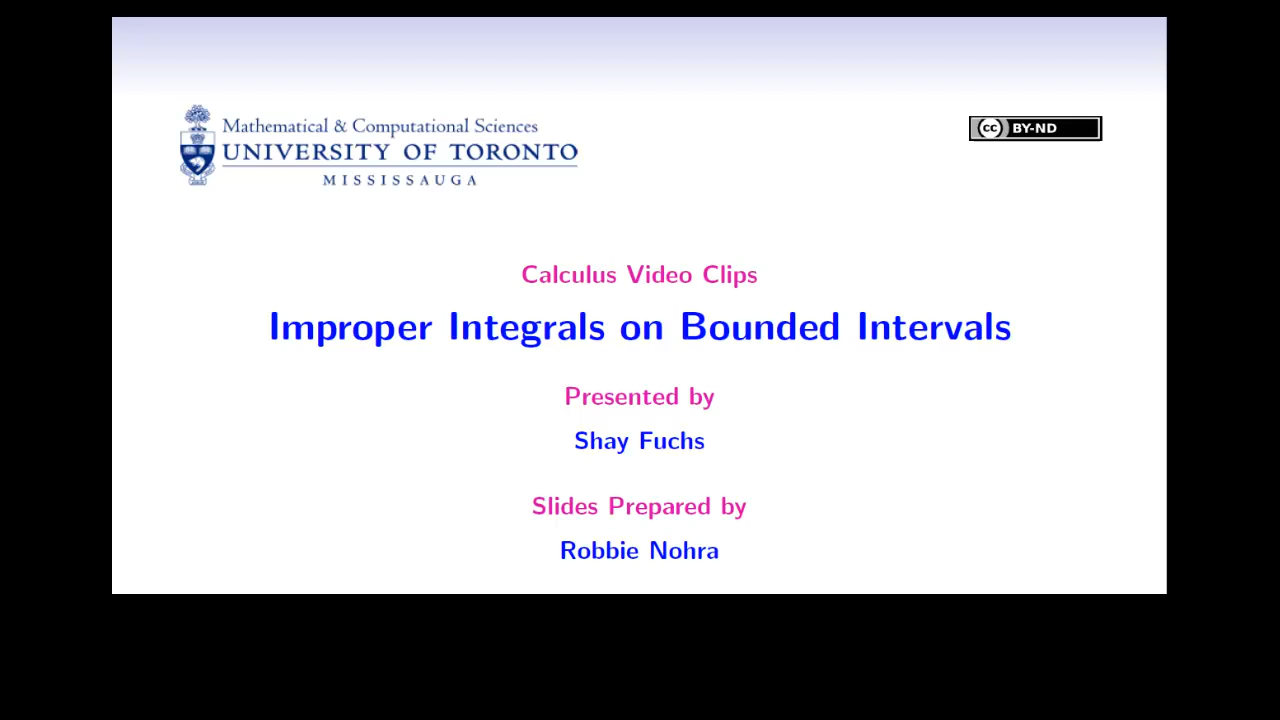 Mathematical & Computational Sciences
UNIVERSITY OF TORONTO
MISSISSAUGA
cc BY-ND
Calculus Video Clips
Improper Integrals on Bounded Intervals
Presented by
Shay Fuchs
Slides Prepared by
Robbie Nohra